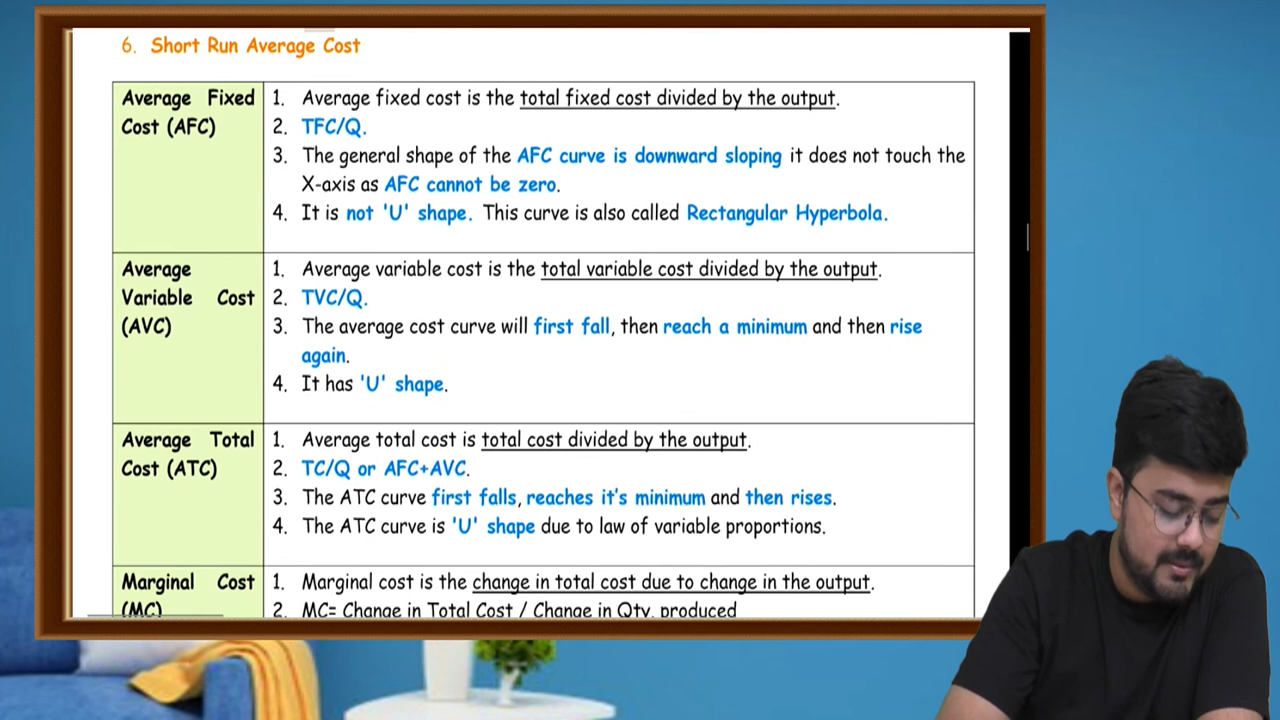 6. Short Run Average Cost
Average Fixed
Cost (AFC)
1. Average fixed cost is the total fixed cost divided by the output.
2. TFC/Q.
3. The general shape of the AFC curve is downward sloping it does not touch the
X-axis as AFC cannot be zero.
4. It is not 'U' shape. This curve is also called Rectangular Hyperbola.
Average
Variable Cost
(AVC)
1. Average variable cost is the total variable cost divided by the output.
2. TVC/Q.
3. The average cost curve will first fall, then reach a minimum and then rise
again.
4. It has 'U' shape.
Average Total
Cost (ATC)
1. Average total cost is total cost divided by the output.
2. TC/Q or AFC+AVC.
3. The ATC curve first falls, reaches it's minimum and then rises.
4. The ATC curve is 'U' shape due to law of variable proportions.
Marginal Cost
(MC)
1. Marginal cost is the change in total cost due to change in the output.
2. MC= Change in Total Cost / Change in Qty. produced